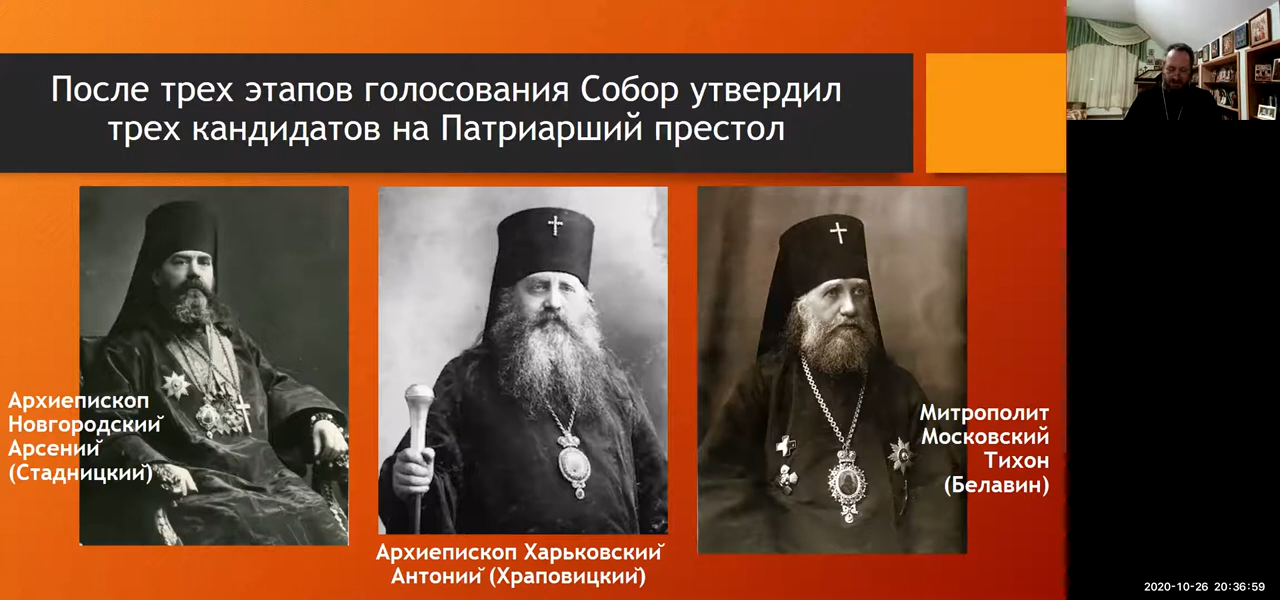 После трех этапов голосования Собор утвердил
трех кандидатов на Патриарший престол
Архиепископ
Новгородский
Арсений
(Стадницкий)
Архиепископ Харьковский
Антоний (Храповицкий)
Митрополит
Московский
Тихон
(Белавин)
2020-10-26 20:36:59